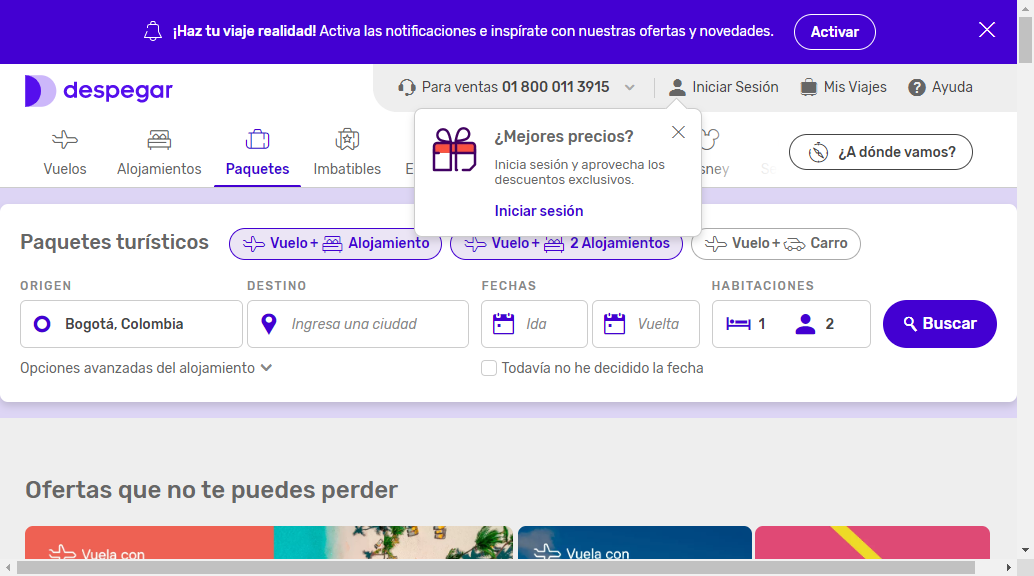 ¡Haz tu viaje realidad! Activa las notificaciones e inspírate con nuestras ofertas y novedades.
Activar
despegar
Para ventas 01 800 011 3915
Iniciar Sesión
Mis Viajes
Ayuda
Vuelos
Alojamientos
Paquetes
Imbatibles
¿A dónde vamos?
¿Mejores precios?
Inicia sesión y aprovecha los
descuentos exclusivos.
Iniciar sesión
Paquetes turísticos
Vuelo + Alojamiento
Vuelo + 2 Alojamientos
Vuelo + Carro
ORIGEN
DESTINO
FECHAS
HABITACIONES
Bogotá, Colombia
Ingresa una ciudad
Ida
Vuelta
1
2
Buscar
Opciones avanzadas del alojamiento
Todavía no he decidido la fecha
Ofertas que no te puedes perder
Vuela con
Vuela con